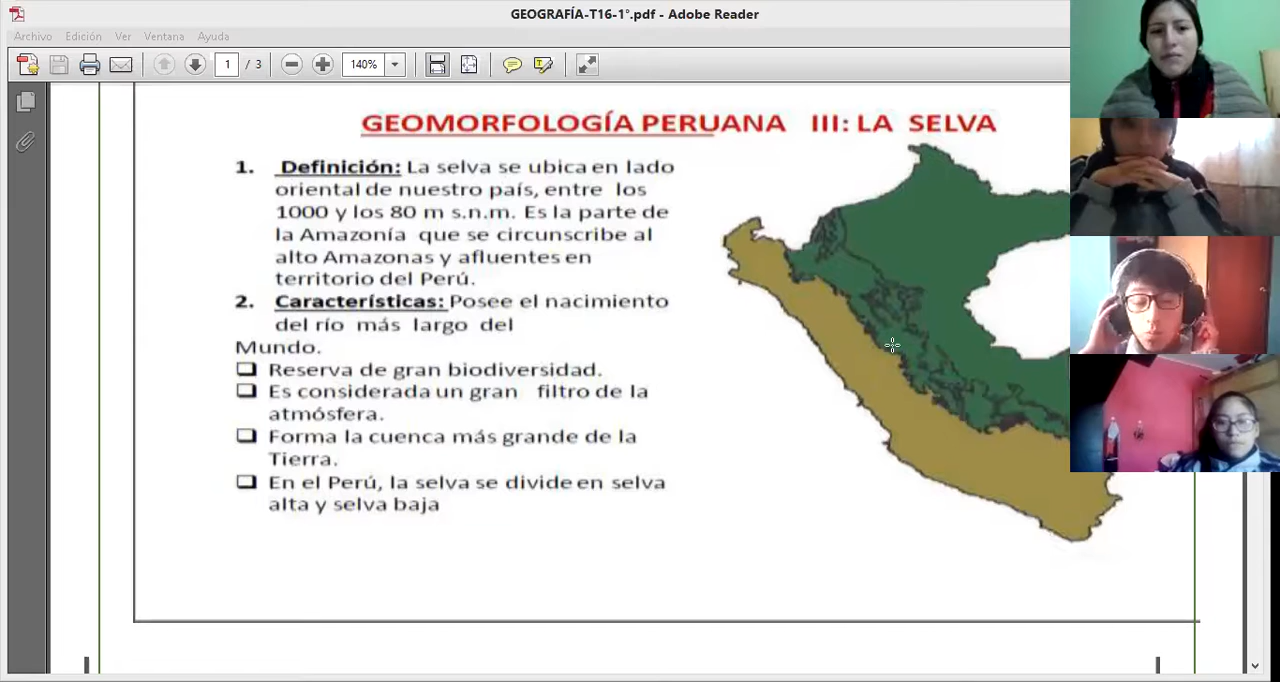 GEOGRAFÍA-T16-1°.pdf - Adobe Reader
Archivo Edición Ver Ventana Ayuda
1 / 3 140%
GEOMORFOLOGÍA PERUANA III: LA SELVA
1. Definición: La selva se ubica en lado
oriental de nuestro país, entre los
1000 y los 80 m s.n.m. Es la parte de
la Amazonía que se circunscribe al
alto Amazonas y afluentes en
territorio del Perú.
2. Características: Posee el nacimiento
del río más largo del
Mundo.
Reserva de gran biodiversidad.
Es considerada un gran filtro de la
atmósfera.
Forma la cuenca más grande de la
Tierra.
En el Perú, la selva se divide en selva
alta y selva baja